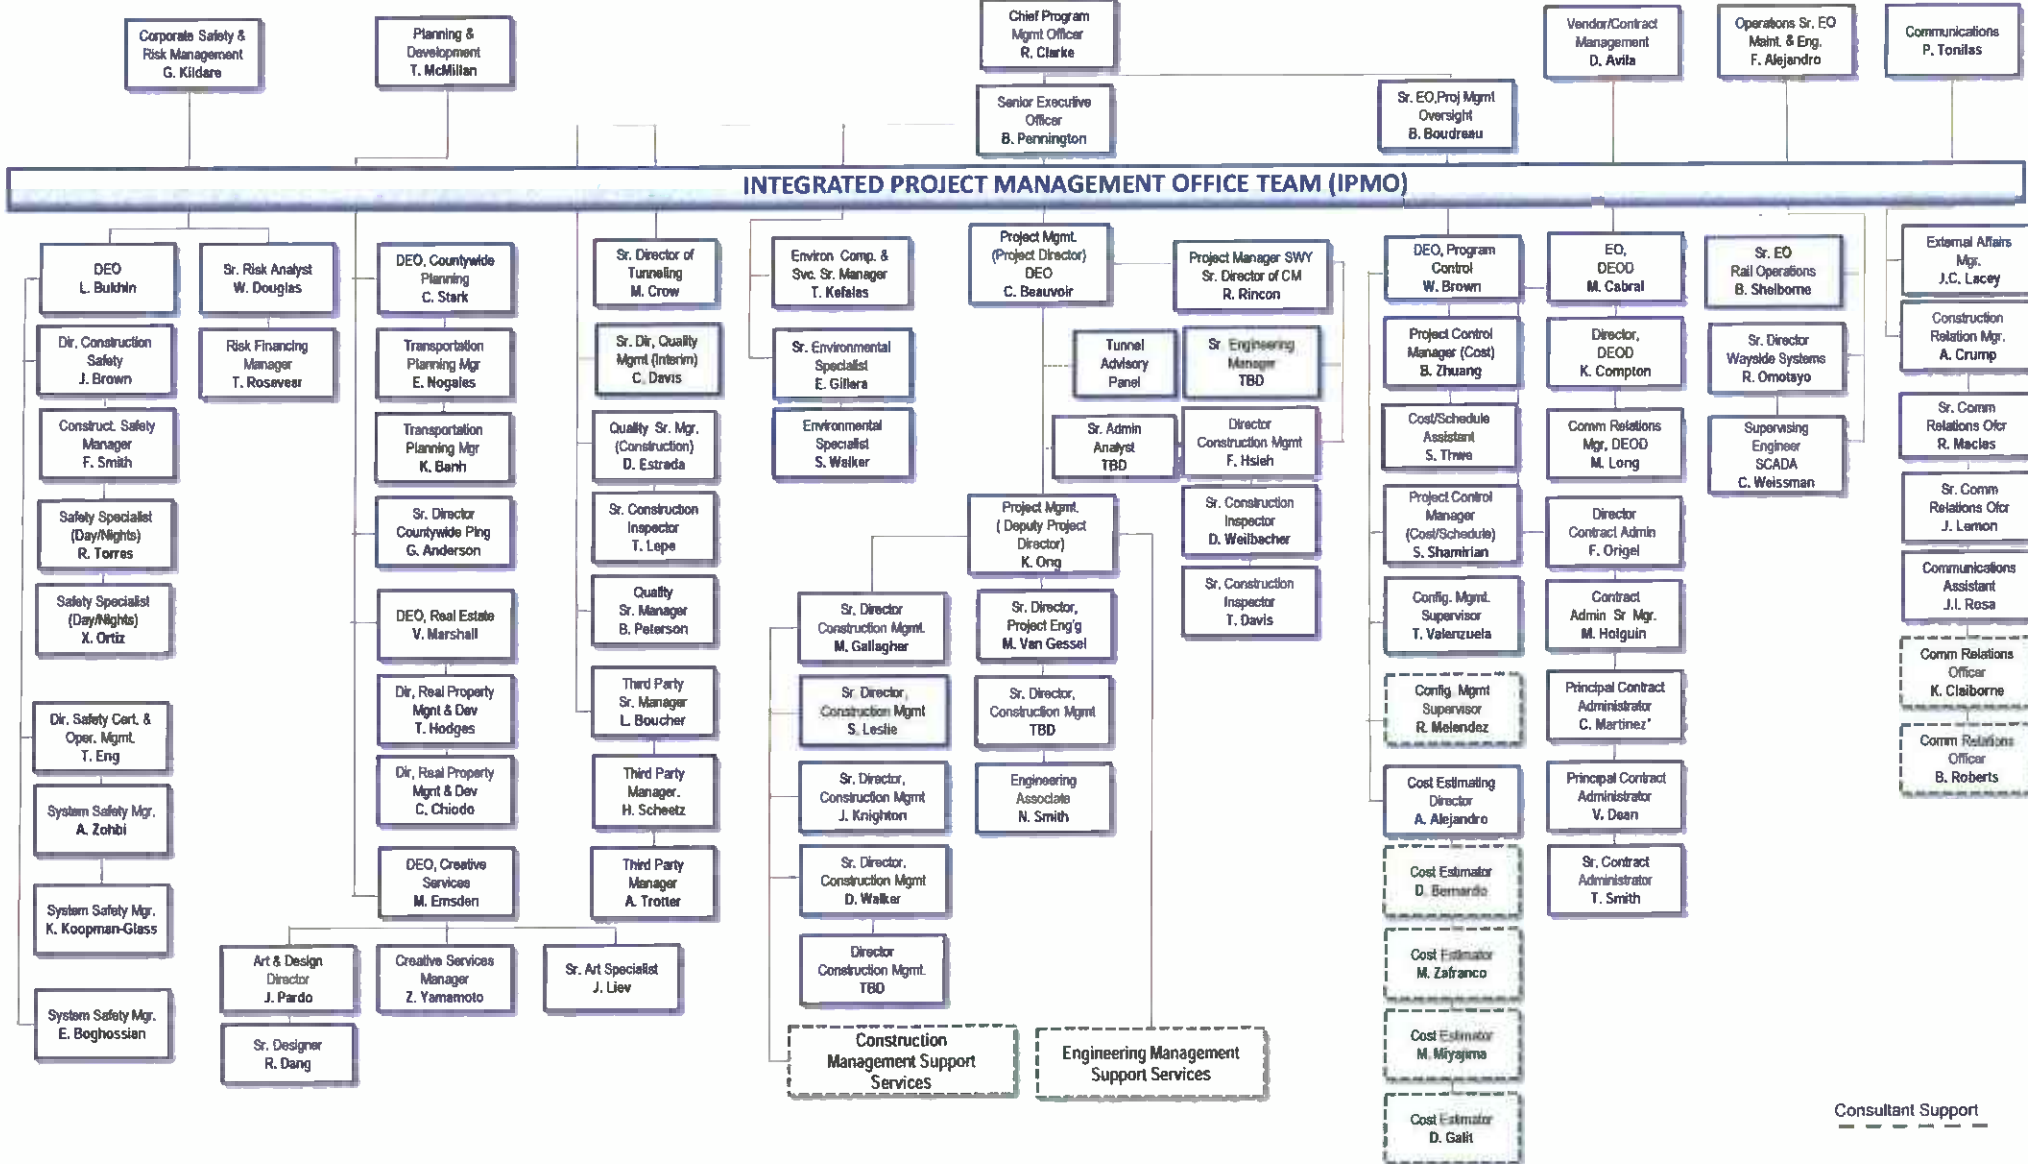 Corporate Safety &
Risk Management
G. Kildare
Planning &
Development
T. McMillan
Chief Program
Mgmt Officer
R. Clarke
Senior Executive
Officer
B. Pennington
Sr. EO,Proj Mgmt
Oversight
B. Boudreau
Vendor/Contract
Management
D. Avila
Operations Sr. EO
Maint. & Eng.
F. Alejandro
Communications
P. Tonilas
INTEGRATED PROJECT MANAGEMENT OFFICE TEAM (IPMO)
DEO
L. Bukhin
Dir, Construction
Safety
J. Brown
Construct. Safety
Manager
F. Smith
Safety Specialist
(Day/Nights)
R. Torres
Safety Specialist
(Day/Nights)
X. Ortiz
Dir. Safety Cert. &
Oper. Mgmt.
T. Eng
System Safety Mgr.
A. Zohbi
System Safety Mgr.
K. Koopman-Glass
System Safety Mgr.
E. Boghossian
Sr. Risk Analyst
W. Douglas
Risk Financing
Manager
T. Rosevear
DEO, Countywide
Planning
C. Stark
Transportation
Planning Mgr
E. Nogales
Transportation
Planning Mgr
K. Banh
Sr. Director
Countywide Plng
G. Anderson
DEO, Real Estate
V. Marshall
Dir, Real Property
Mgnt & Dev
T. Hodges
Dir, Real Property
Mgnt & Dev
C. Chiodo
DEO, Creative
Services
M. Emsden
Art & Design
Director
J. Pardo
Sr. Designer
R. Dang
Creative Services
Manager
Z. Yamamoto
Sr. Art Specialist
J. Liev
Sr. Director of
Tunneling
M. Crow
Sr. Dir, Quality
Mgmt (Interim)
C. Davis
Quality Sr. Mgr.
(Construction)
D. Estrada
Sr. Construction
Inspector
T. Lepe
Quality
Sr. Manager
B. Peterson
Third Party
Sr. Manager
L. Boucher
Third Party
Manager.
H. Scheetz
Third Party
Manager
A. Trotter
Environ Comp. &
Svc. Sr. Manager
T. Kefalas
Sr. Environmental
Specialist
E. Gillera
Environmental
Specialist
S. Walker
Project Mgmt.
(Project Director)
DEO
C. Beauvoir
Project Manager SWY
Sr. Director of CM
R. Rincon
Tunnel
Advisory
Panel
Sr. Engineering
Manager
TBD
Sr. Admin
Analyst
TBD
Director
Construction Mgmt
F. Hsieh
Sr. Construction
Inspector
D. Weilbacher
Sr. Construction
Inspector
T. Davis
Project Mgmt.
( Deputy Project
Director)
K. Ong
Sr. Director
Construction Mgmt.
M. Gallagher
Sr. Director,
Construction Mgmt
S. Leslie
Sr. Director,
Construction Mgmt
J. Knighton
Sr. Director,
Construction Mgmt
D. Walker
Director
Construction Mgmt.
TBD
Construction
Management Support
Services
Sr. Director,
Project Eng'g
M. Van Gessel
Sr. Director,
Construction Mgmt
TBD
Engineering
Associate
N. Smith
Engineering Management
Support Services
DEO, Program
Control
W. Brown
Project Control
Manager (Cost)
B. Zhuang
Cost/Schedule
Assistant
S. Thwe
Project Control
Manager
(Cost/Schedule)
S. Shamirian
Config. Mgmt.
Supervisor
T. Valenzuela
Config. Mgmt
Supervisor
R. Melendez
Cost Estimating
Director
A. Alejandro
Cost Estimator
D. Bernardo
Cost Estimator
M. Zafranco
Cost Estimator
M. Miyajima
Cost Estimator
D. Galit
EO,
DEOD
M. Cabral
Director,
DEOD
K. Compton
Comm Relations
Mgr, DEOD
M. Long
Director
Contract Admin
F. Origel
Contract
Admin Sr Mgr.
M. Holguin
Principal Contract
Administrator
C. Martinez'
Principal Contract
Administrator
V. Dean
Sr. Contract
Administrator
T. Smith
Sr. EO
Rail Operations
B. Shelborne
Sr. Director
Wayside Systems
R. Omotayo
Supervising
Engineer
SCADA
C. Weissman
External Affairs
Mgr.
J.C. Lacey
Construction
Relation Mgr.
A. Crump
Sr. Comm
Relations Ofcr
R. Macias
Sr. Comm
Relations Ofcr
J. Lemon
Communications
Assistant
J.I. Rosa
Comm Relations
Officer
K. Claiborne
Comm Relations
Officer
B. Roberts
Consultant Support